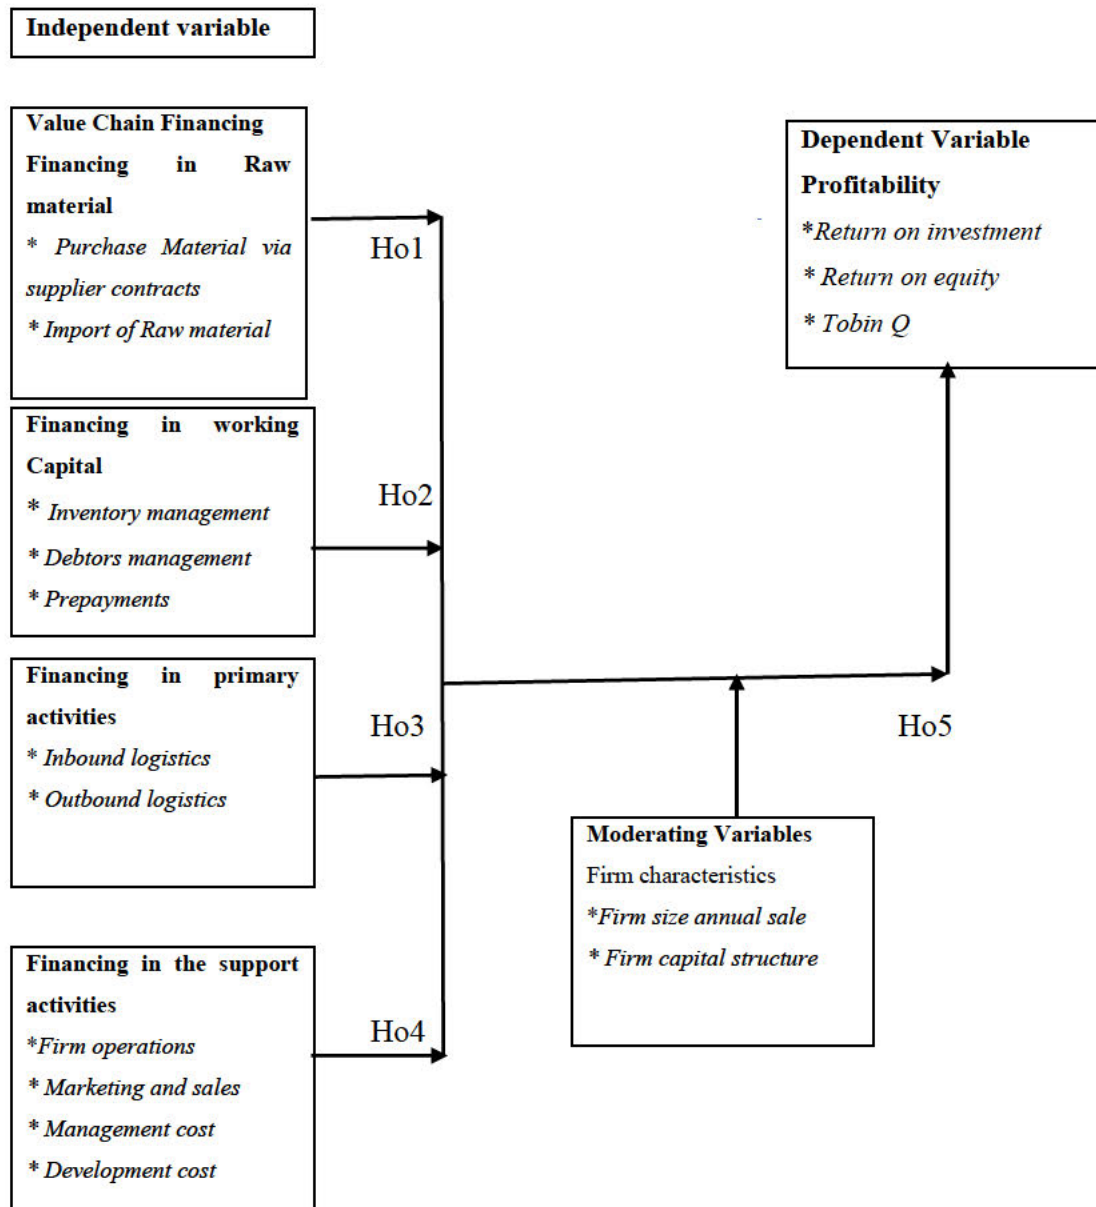 Independent variable
Value Chain Financing
Financing in Raw
material
* Purchase Material via
supplier contracts
* Import of Raw material
Ho1
Financing in working
Capital
* Inventory management
* Debtors management
* Prepayments
Ho2
Financing in primary
activities
* Inbound logistics
* Outbound logistics
Ho3
Financing in the support
activities
*Firm operations
* Marketing and sales
* Management cost
* Development cost
Ho4
Moderating Variables
Firm characteristics
*Firm size annual sale
* Firm capital structure
Ho5
Dependent Variable
Profitability
*Return on investment
* Return on equity
* Tobin Q